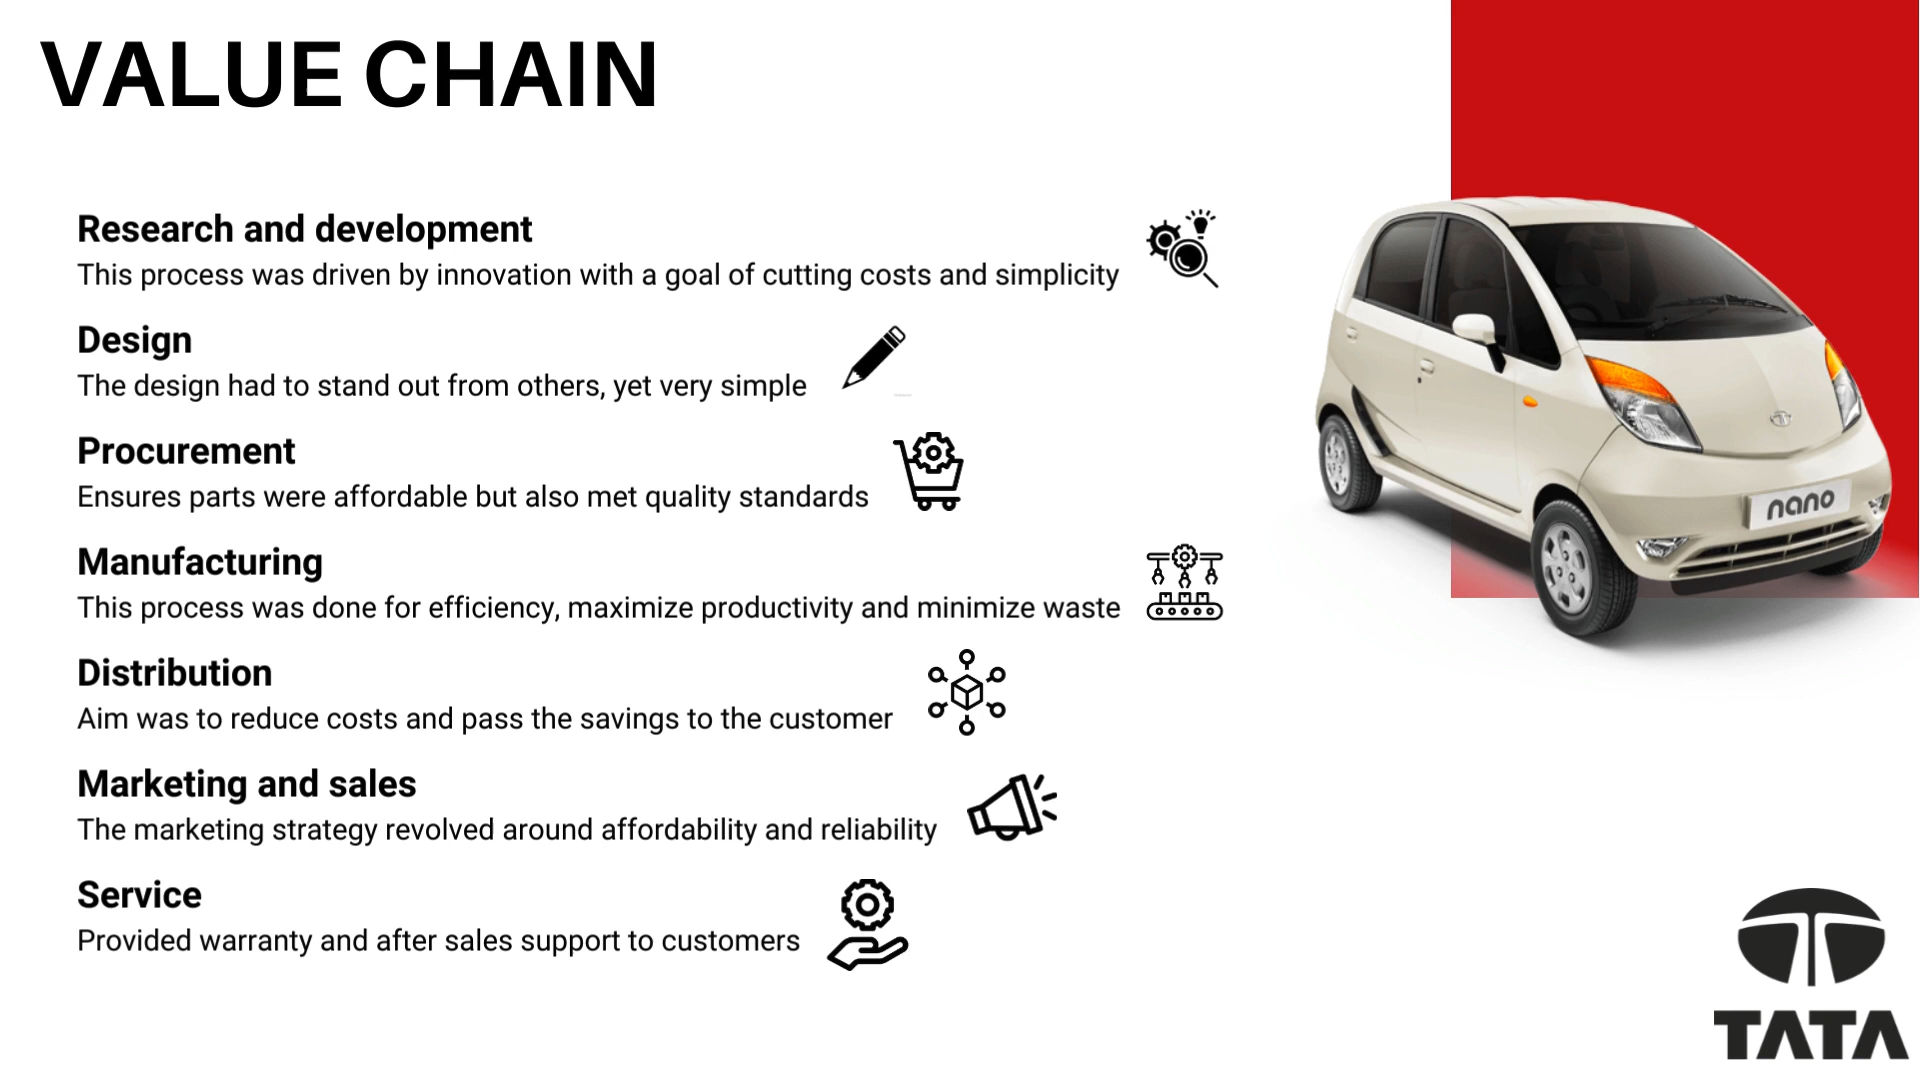 VALUE CHAIN
Research and development
This process was driven by innovation with a goal of cutting costs and simplicity
Design
The design had to stand out from others, yet very simple
Procurement
Ensures parts were affordable but also met quality standards
Manufacturing
This process was done for efficiency, maximize productivity and minimize waste
Distribution
Aim was to reduce costs and pass the savings to the customer
Marketing and sales
The marketing strategy revolved around affordability and reliability
Service
Provided warranty and after sales support to customers
nano
TATA